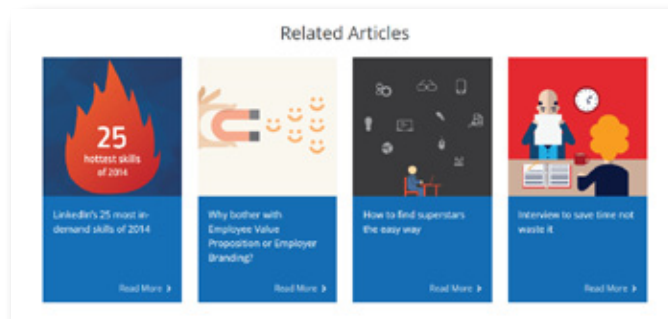 Related Articles
25
hottest skills
of 2014
LinkedIn's 25 most in-
demand skills of 2014
Read More >
Why bother with
Employee Value
Proposition or Employer
Branding?
Read More >
How to find superstars
the easy way
Read More >
Interview to save time not
waste it
Read More >